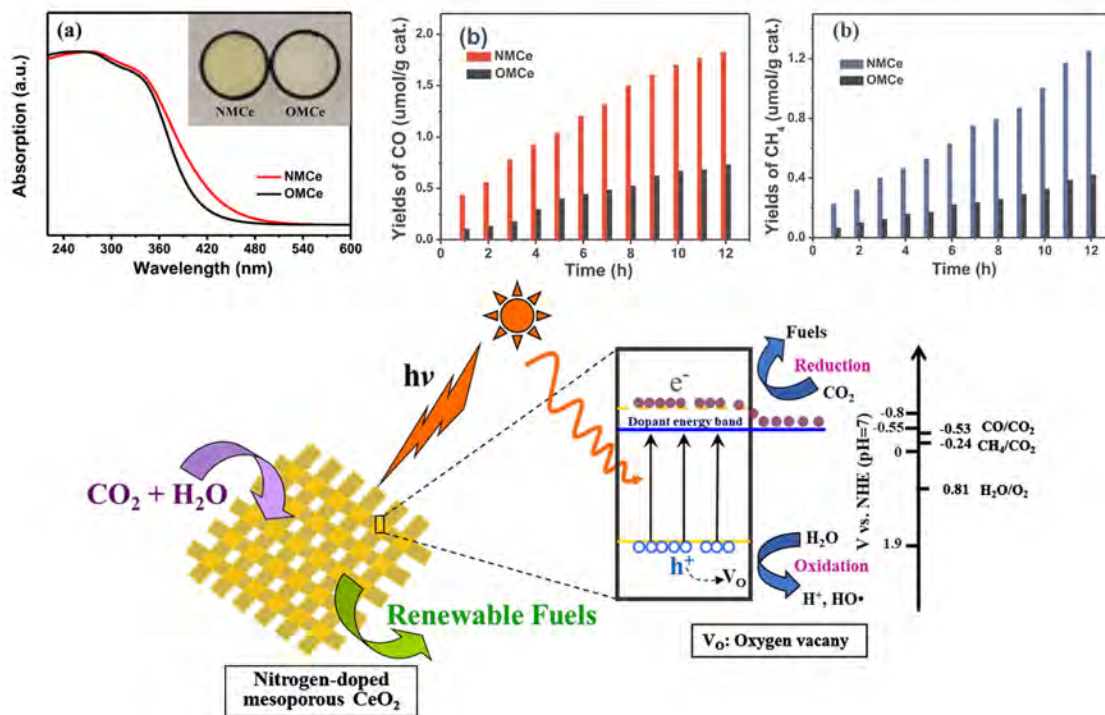 (a)
Absorption (a.u.)
NMCe OMCe
NMCe
OMCe
220 300 360 420 480 540 600
Wavelength (nm)
(b)
Yields of CO (umol/g cat.)
NMCe
OMCe
2.0
1.5
1.0
0.5
0.0
0 2 4 6 8 10 12
Time (h)
(b)
Yields of CH4 (umol/g cat.)
NMCe
OMCe
1.2
0.8
0.4
0.0
0 2 4 6 8 10 12
Time (h)
hν
CO2 + H2O
Renewable Fuels
Nitrogen-doped
mesoporous CeO2
e-
Dopant energy band
h+
VO
Fuels
Reduction
CO2
H2O
Oxidation
H+, HO•
VO: Oxygen vacany
V vs. NHE (pH=7)
-0.8
-0.55
-0.53 CO/CO2
-0.24 CH4/CO2
0
0.81 H2O/O2
1.9